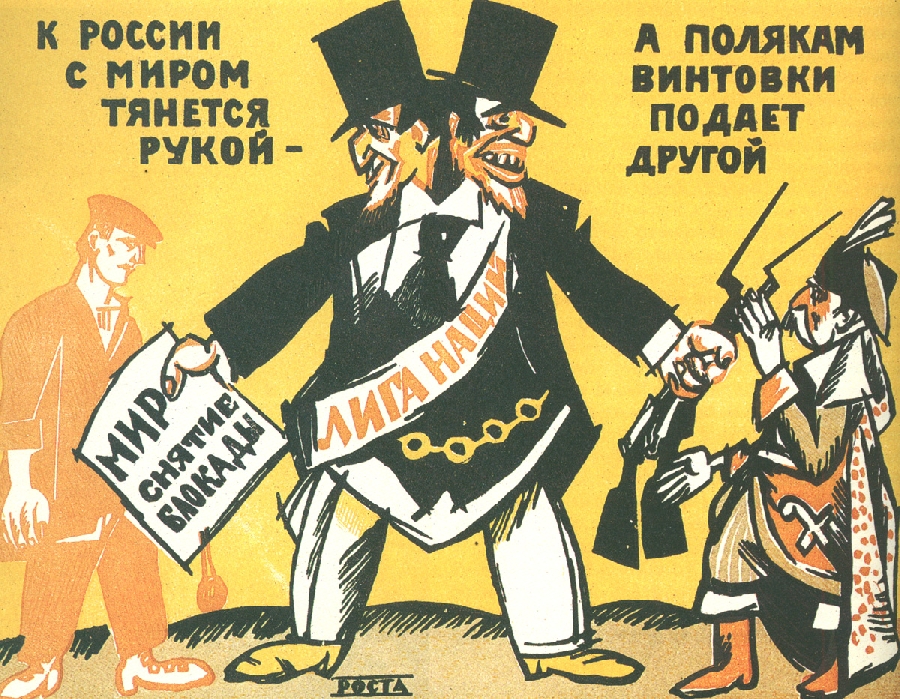 К РОССИИ
С МИРОМ
ТЯНЕТСЯ
РУКОЙ –
А ПОЛЯКАМ
ВИНТОВКИ
ПОДАЕТ
ДРУГОЙ
ЛИГА НАЦИЙ
МИР
СНЯТИЕ
БЛОКАДЫ
РОСТА